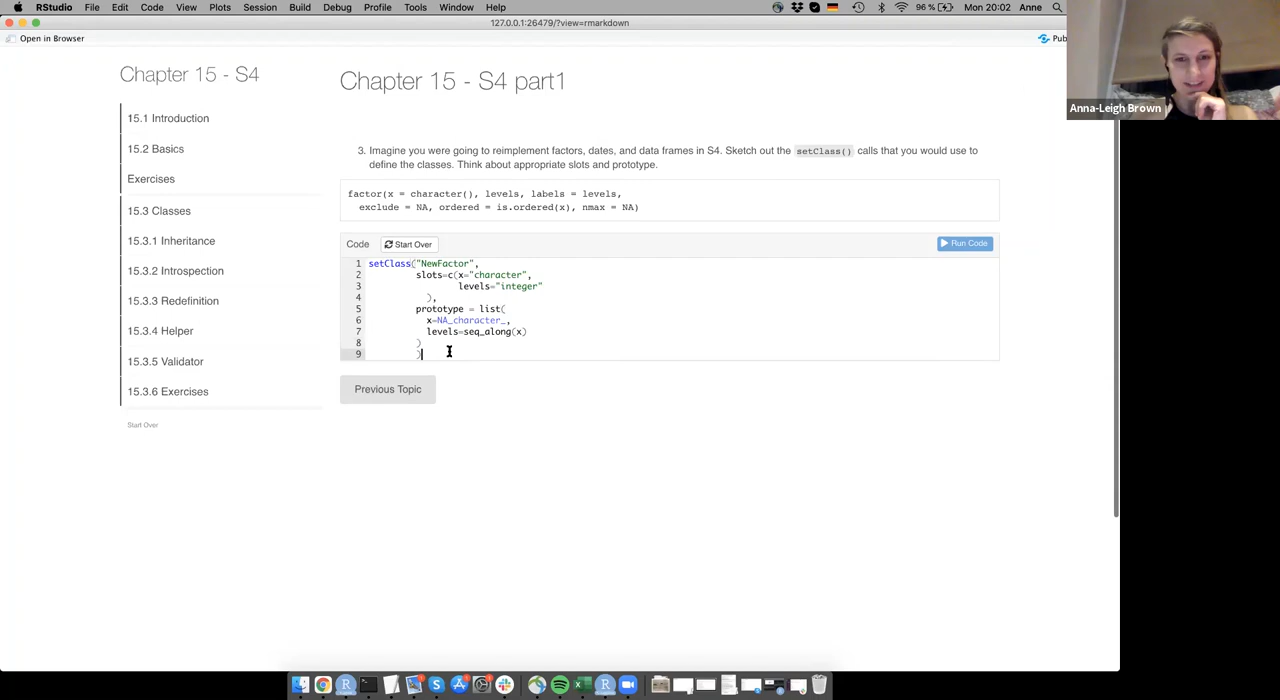 RStudio File Edit Code View Plots Session Build Debug Profile Tools Window Help 96 % Mon 20:02 Anne
127.0.0.1:26479/?view=rmarkdown
Open in Browser
Anna-Leigh Brown
Chapter 15 - S4
15.1 Introduction
15.2 Basics
Exercises
15.3 Classes
15.3.1 Inheritance
15.3.2 Introspection
15.3.3 Redefinition
15.3.4 Helper
15.3.5 Validator
15.3.6 Exercises
Start Over
Chapter 15 - S4 part1
3. Imagine you were going to reimplement factors, dates, and data frames in S4. Sketch out the setClass() calls that you would use to
define the classes. Think about appropriate slots and prototype.
factor(x = character(), levels, labels = levels,
exclude = NA, ordered = is.ordered(x), nmax = NA)
Code Start Over Run Code
1 setClass("NewFactor",
2 slots=c(x="character",
3 levels="integer"
4 ),
5 prototype = list(
6 x=NA_character_,
7 levels=seq_along(x)
8 )
9 )
Previous Topic